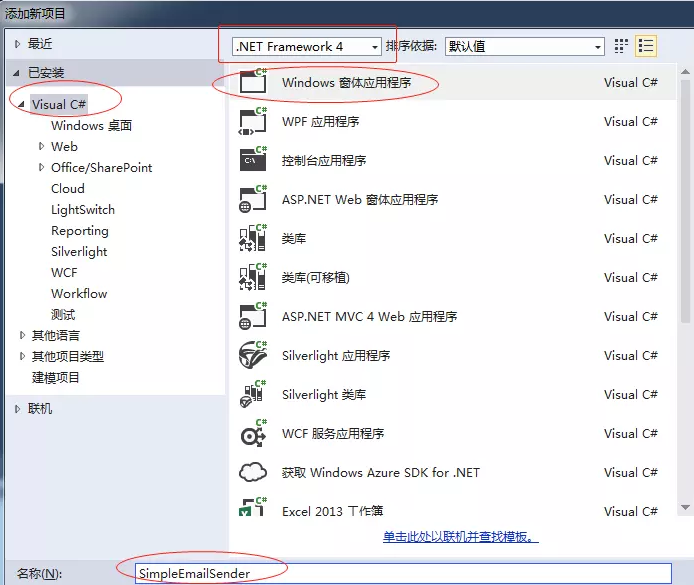 添加新项目
最近
.NET Framework 4
排序依据:
默认值
已安装
Visual C#
Windows 桌面
Web
Office/SharePoint
Cloud
LightSwitch
Reporting
Silverlight
WCF
Workflow
测试
其他语言
其他项目类型
建模项目
联机
Windows 窗体应用程序 Visual C#
WPF 应用程序 Visual C#
控制台应用程序 Visual C#
ASP.NET Web 窗体应用程序 Visual C#
类库 Visual C#
类库(可移植) Visual C#
ASP.NET MVC 4 Web 应用程序 Visual C#
Silverlight 应用程序 Visual C#
Silverlight 类库 Visual C#
WCF 服务应用程序 Visual C#
获取 Windows Azure SDK for .NET Visual C#
Excel 2013 工作簿 Visual C#
单击此处以联机并查找模板。
名称(N): SimpleEmailSender